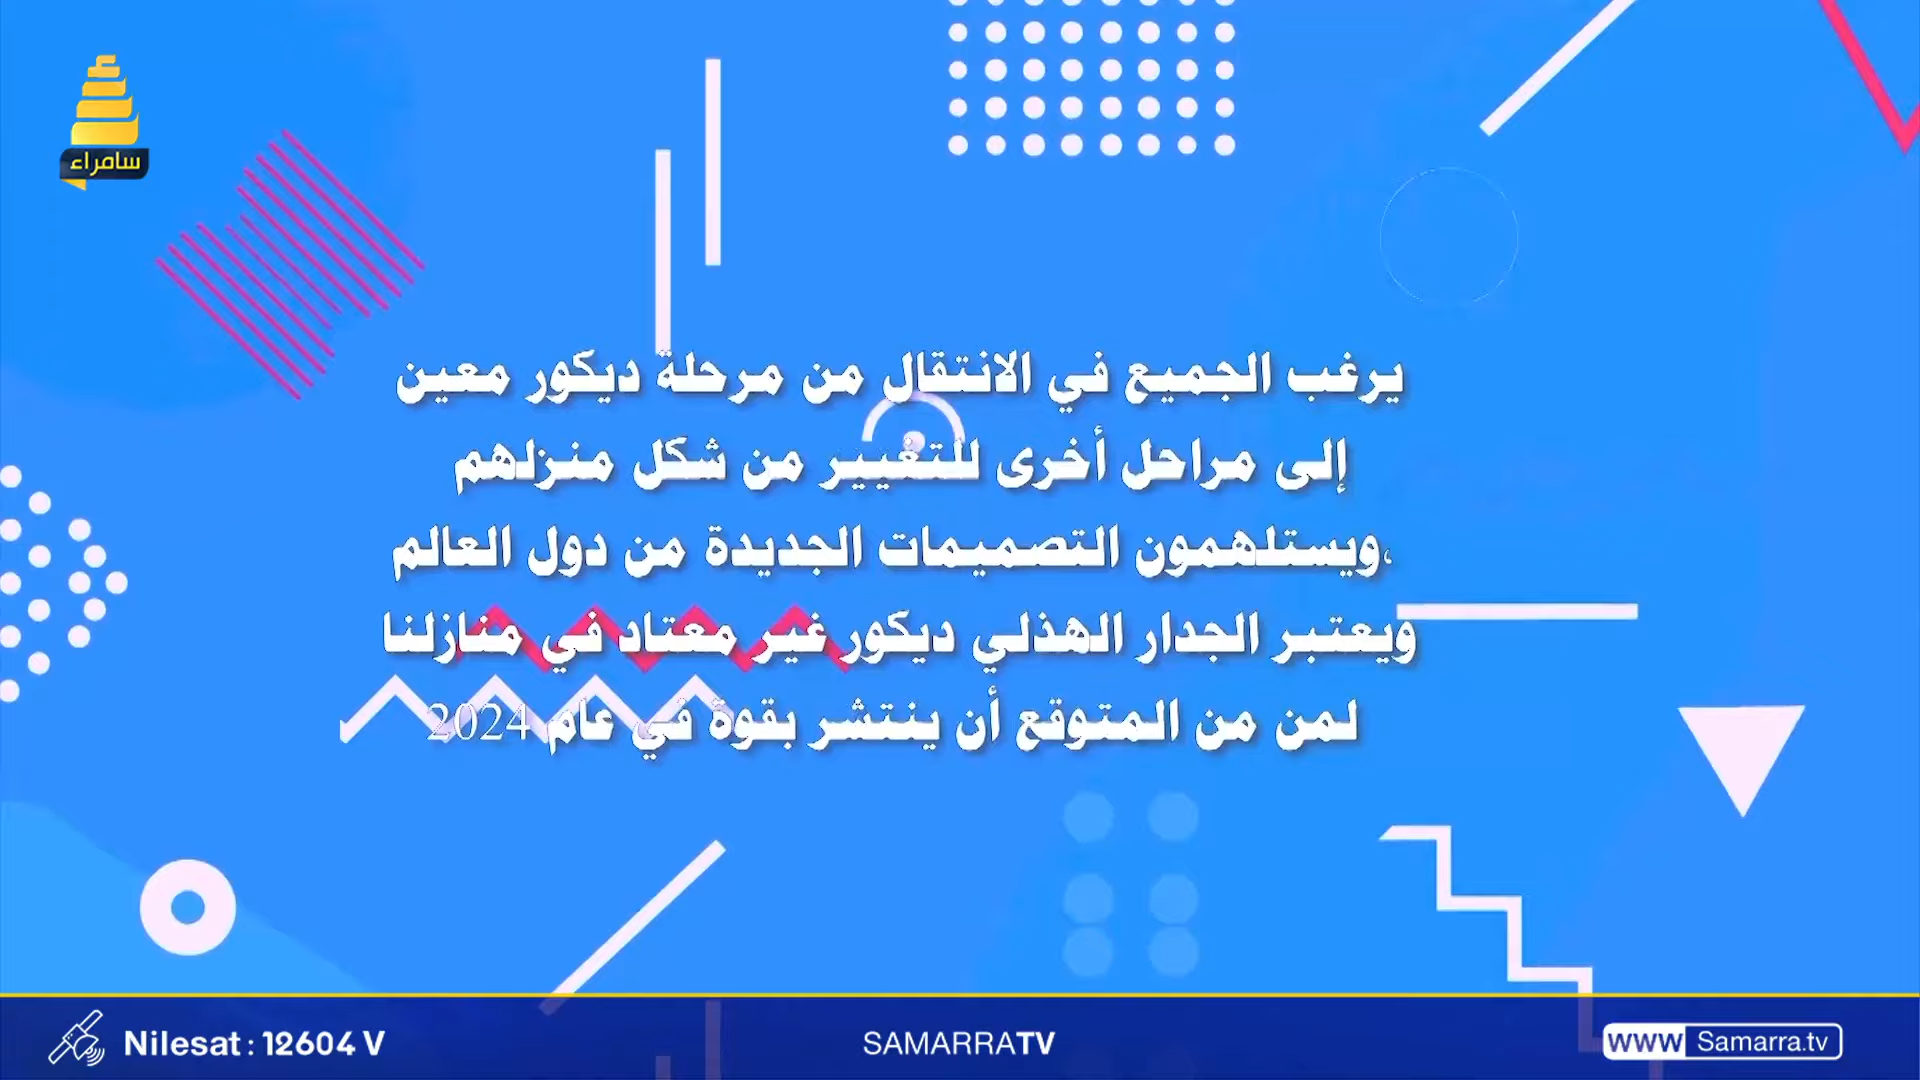 سامراء
يرغب الجميع في الانتقال من مرحلة ديكور معين
إلى مراحل أخرى للتغيير من شكل منزلهم
،ويستلهمون التصميمات الجديدة من دول العالم
ويعتبر الجدار الهذلي ديكور غير معتاد في منازلنا
لمن من المتوقع أن ينتشر بقوة في عام 2024
Nilesat : 12604 V
SAMARRATV
www Samarra.tv